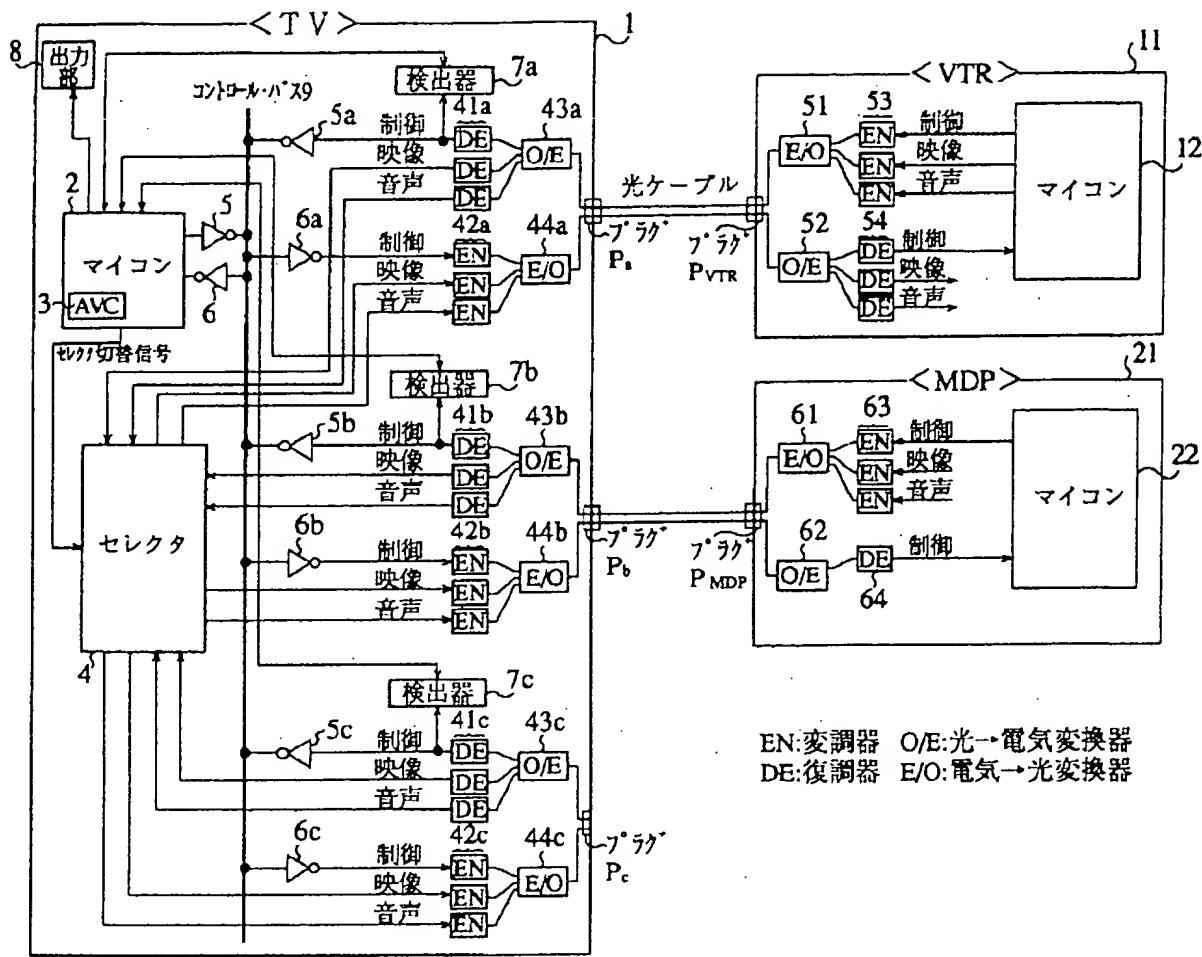 <TV>
1
8
出力部
コントロール・バス9
検出器
7a
5a
制御
41a
DE
43a
O/E
映像
DE
音声
DE
2
マイコン
3
AVC
5
6
6a
制御
42a
EN
44a
E/O
映像
EN
音声
EN
セレクタ切替信号
プラグ
Pa
光ケーブル
プラグ
PVTR
<VTR>
11
51
E/O
53
EN
制御
EN
映像
EN
音声
12
マイコン
52
O/E
54
DE
制御
DE
映像
DE
音声
検出器
7b
5b
制御
41b
DE
43b
O/E
映像
DE
音声
DE
セレクタ
4
6b
制御
42b
EN
44b
E/O
映像
EN
音声
EN
プラグ
Pb
プラグ
PMDP
<MDP>
21
61
E/O
63
EN
制御
EN
映像
EN
音声
22
マイコン
62
O/E
DE
64
制御
検出器
7c
5c
制御
41c
DE
43c
O/E
映像
DE
音声
DE
6c
制御
42c
EN
44c
E/O
映像
EN
音声
EN
プラグ
Pc
EN:変調器 O/E:光→電気変換器
DE:復調器 E/O:電気→光変換器